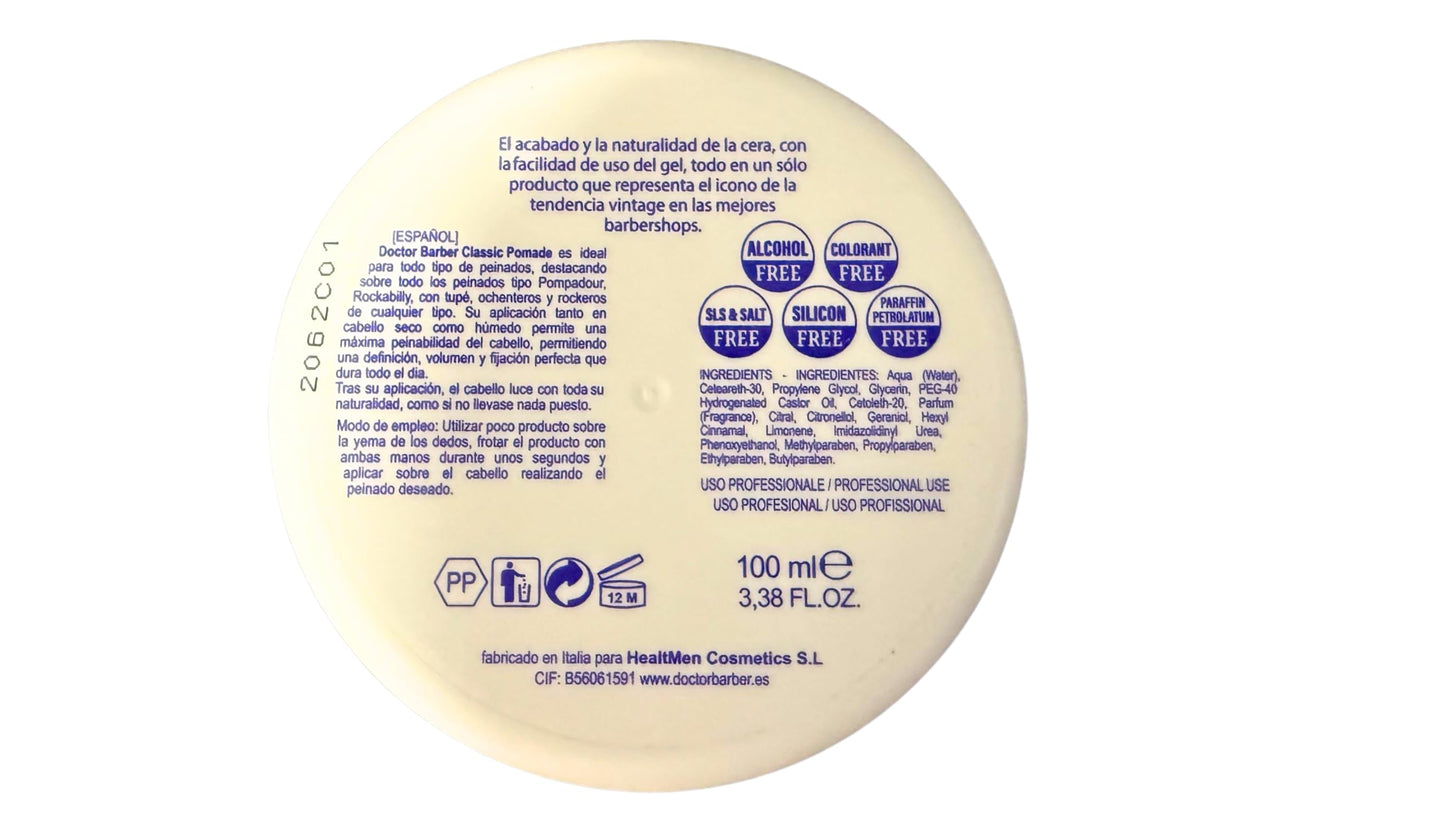 El acabado y la naturalidad de la cera, con
la facilidad de uso del gel, todo en un sólo
producto que representa el icono de la
tendencia vintage en las mejores
barbershops.
[ESPAÑOL]
Doctor Barber Classic Pomade es ideal
para todo tipo de peinados, destacando
sobre todo los peinados tipo Pompadour,
Rockabilly, con tupé, ochenteros y rockeros
de cualquier tipo. Su aplicación tanto en
cabello seco como húmedo permite una
máxima peinabilidad del cabello, permitiendo
una definición, volumen y fijación perfecta que
dura todo el dia.
Tras su aplicación, el cabello luce con toda su
naturalidad, como si no llevase nada puesto.
Modo de empleo: Utilizar poco producto sobre
la yema de los dedos, frotar el producto con
ambas manos durante unos segundos y
aplicar sobre el cabello realizando el
peinado deseado.
2062C01
ALCOHOL
FREE
COLORANT
FREE
SLS & SALT
FREE
SILICON
FREE
PARAFFIN
PETROLATUM
FREE
INGREDIENTS - INGREDIENTES: Aqua (Water),
Ceteareth-30, Propylene Glycol, Glycerin, PEG-40
Hydrogenated Castor Oil, Cetoleth-20, Parfum
(Fragrance), Citral, Citronellol, Geraniol, Hexyl
Cinnamal, Limonene, Imidazolidinyl Urea,
Phenoxyethanol, Methylparaben, Propylparaben,
Ethylparaben, Butylparaben.
USO PROFESSIONALE / PROFESSIONAL USE
USO PROFESIONAL / USO PROFISSIONAL
PP
12 M
100 ml e
3,38 FL.OZ.
fabricado en Italia para HealtMen Cosmetics S.L
CIF: B56061591 www.doctorbarber.es